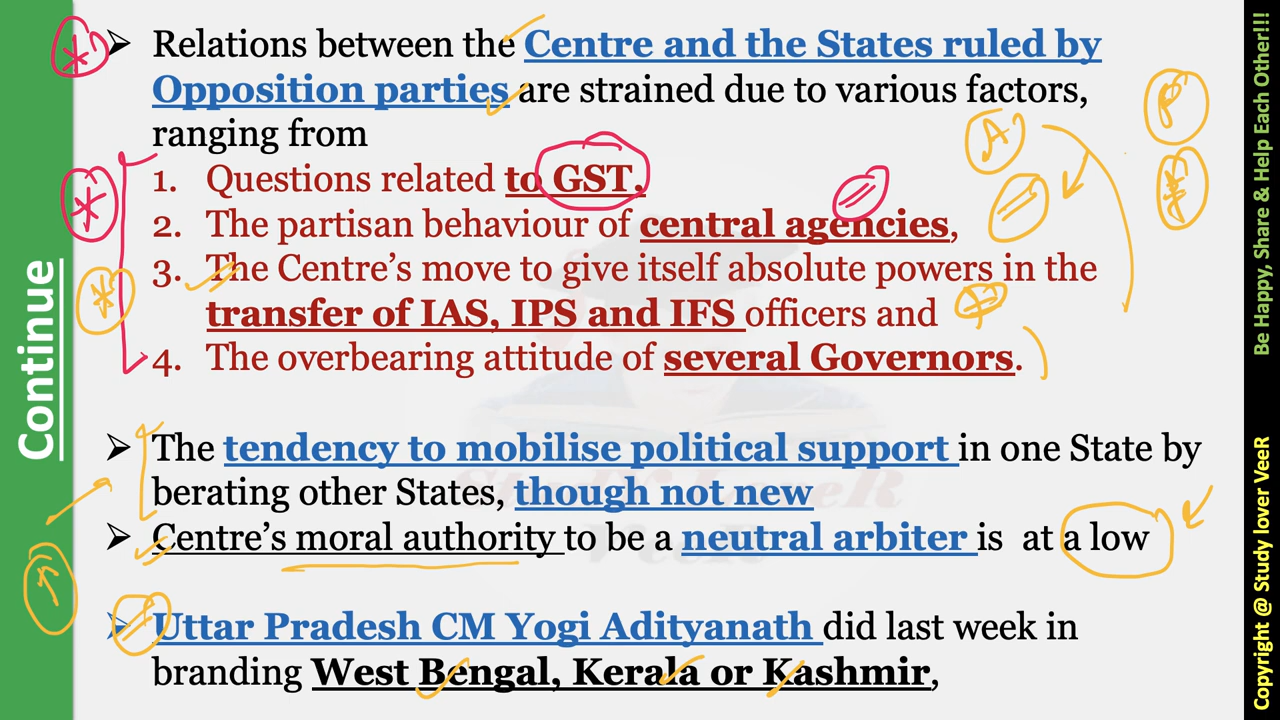 Continue
Relations between the Centre and the States ruled by
Opposition parties are strained due to various factors,
ranging from
1. Questions related to GST,
2. The partisan behaviour of central agencies,
3. The Centre's move to give itself absolute powers in the
transfer of IAS, IPS and IFS officers and
4. The overbearing attitude of several Governors.
The tendency to mobilise political support in one State by
berating other States, though not new
Centre's moral authority to be a neutral arbiter is at a low
Uttar Pradesh CM Yogi Adityanath did last week in
branding West Bengal, Kerala or Kashmir,
Be Happy, Share & Help Each Other!!!
Copyright @ Study lover VeeR
StuDy LoveR
VeeR
A